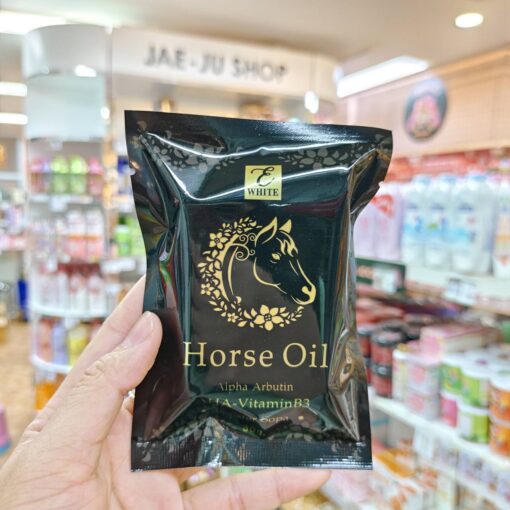 JAE-JU SHOP
E
WHITE
Horse Oil
Alpha Arbutin
HA-VitaminB3